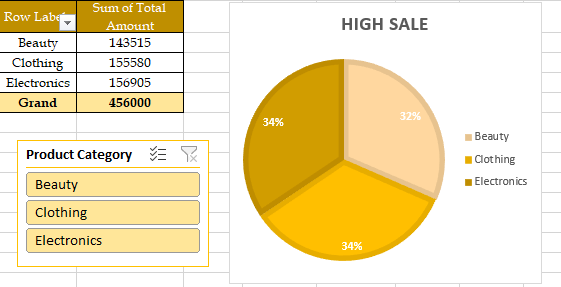 Row Labe
Sum of Total
Amount
Beauty 143515
Clothing 155580
Electronics 156905
Grand 456000
Product Category
Beauty
Clothing
Electronics
HIGH SALE
32%
34%
34%
Beauty
Clothing
Electronics